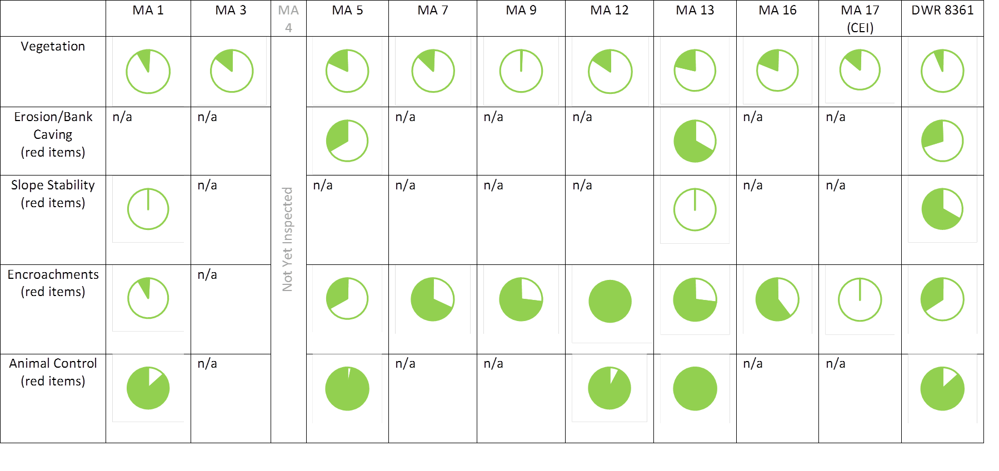 MA 1 MA 3 MA MA 5 MA 7 MA 9 MA 12 MA 13 MA 16 MA 17 DWR 8361
4 (CEI)
Vegetation
Erosion/Bank n/a n/a n/a n/a n/a n/a n/a
Caving
(red items)
Slope Stability n/a n/a n/a n/a n/a n/a n/a
(red items)
Not Yet Inspected
Encroachments n/a
(red items)
Animal Control n/a n/a n/a n/a n/a
(red items)